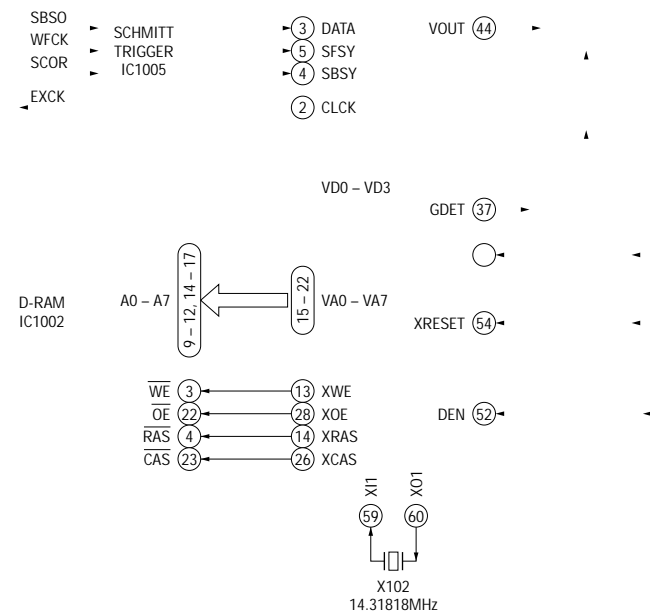 SBSO
WFCK
SCOR
EXCK
SCHMITT
TRIGGER
IC1005
3 DATA
5 SFSY
4 SBSY
2 CLCK
VOUT 44
VD0 – VD3
GDET 37
D-RAM
IC1002
A0 – A7
9 – 12, 14 – 17
15 – 22
VA0 – VA7
XRESET 54
WE 3
13 XWE
OE 22
28 XOE
RAS 4
14 XRAS
CAS 23
26 XCAS
DEN 52
XI1
XO1
59
60
X102
14.31818MHz